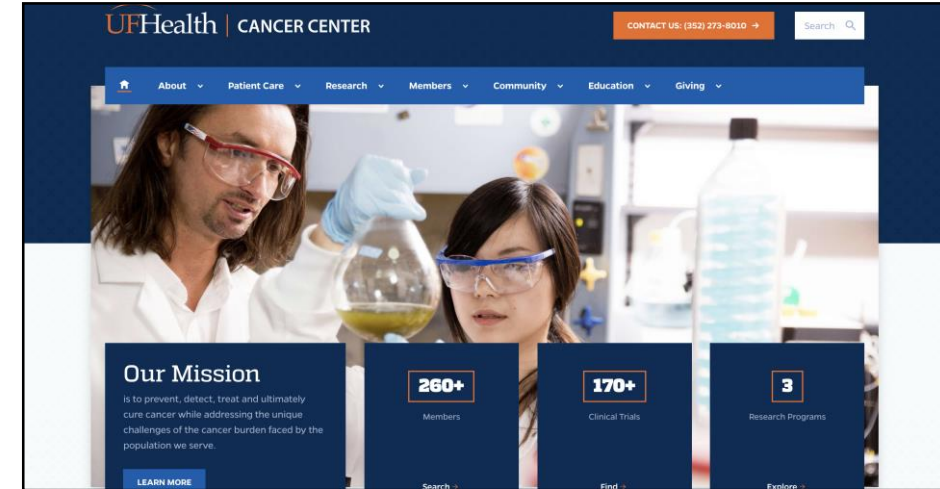 UFHealth | CANCER CENTER
CONTACT US: (352) 273-8010 →
Search
About
Patient Care
Research
Members
Community
Education
Giving
Our Mission
is to prevent, detect, treat and ultimately
cure cancer while addressing the unique
challenges of the cancer burden faced by the
population we serve.
LEARN MORE
260+
Members
Search →
170+
Clinical Trials
Find →
3
Research Programs
Explore →